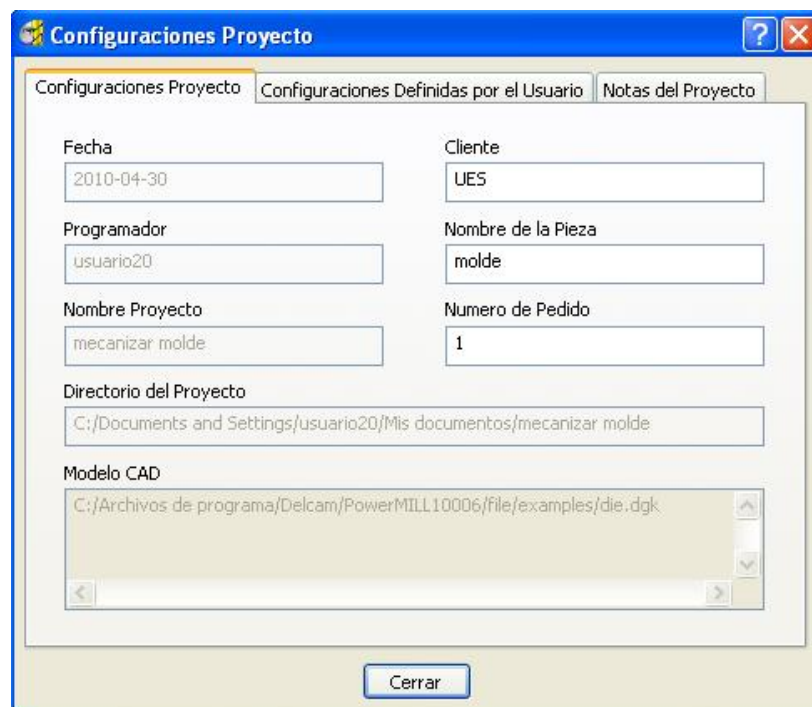 Configuraciones Proyecto
Configuraciones Proyecto Configuraciones Definidas por el Usuario Notas del Proyecto
Fecha Cliente
2010-04-30 UES
Programador Nombre de la Pieza
usuario20 molde
Nombre Proyecto Numero de Pedido
mecanizar molde 1
Directorio del Proyecto
C:/Documents and Settings/usuario20/Mis documentos/mecanizar molde
Modelo CAD
C:/Archivos de programa/Delcam/PowerMILL10006/file/examples/die.dgk
Cerrar